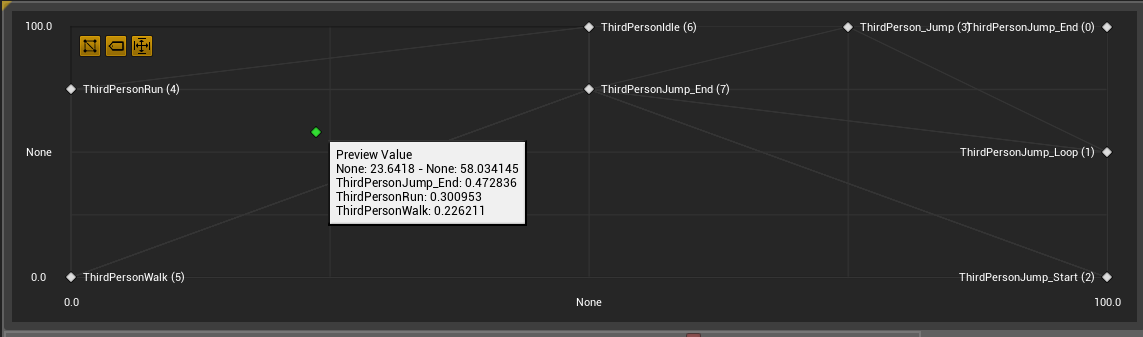 100.0
ThirdPersonIdle (6)
ThirdPerson_Jump (3)
ThirdPersonJump_End (0)
ThirdPersonRun (4)
ThirdPersonJump_End (7)
None
ThirdPersonJump_Loop (1)
Preview Value
None: 23.6418 - None: 58.034145
ThirdPersonJump_End: 0.472836
ThirdPersonRun: 0.300953
ThirdPersonWalk: 0.226211
0.0
ThirdPersonWalk (5)
ThirdPersonJump_Start (2)
0.0
None
100.0